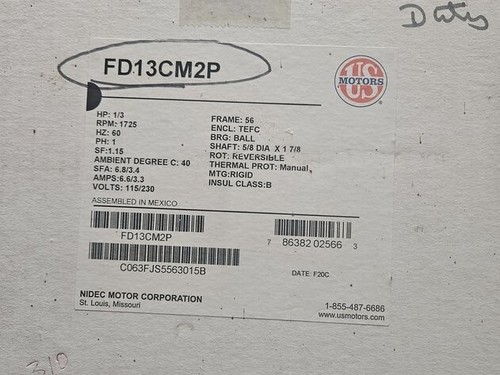 Duty
FD13CM2P
US
MOTORS
®
HP: 1/3
RPM: 1725
HZ: 60
PH: 1
SF:1.15
AMBIENT DEGREE C: 40
SFA: 6.8/3.4
AMPS:6.6/3.3
VOLTS: 115/230
FRAME: 56
ENCL: TEFC
BRG: BALL
SHAFT: 5/8 DIA X 1 7/8
ROT: REVERSIBLE
THERMAL PROT: Manual
MTG:RIGID
INSUL CLASS:B
ASSEMBLED IN MEXICO
FD13CM2P
7 86382 02566 3
C063FJS5563015B
DATE: F20C
NIDEC MOTOR CORPORATION
St. Louis, Missouri
1-855-487-6686
www.usmotors.com
310